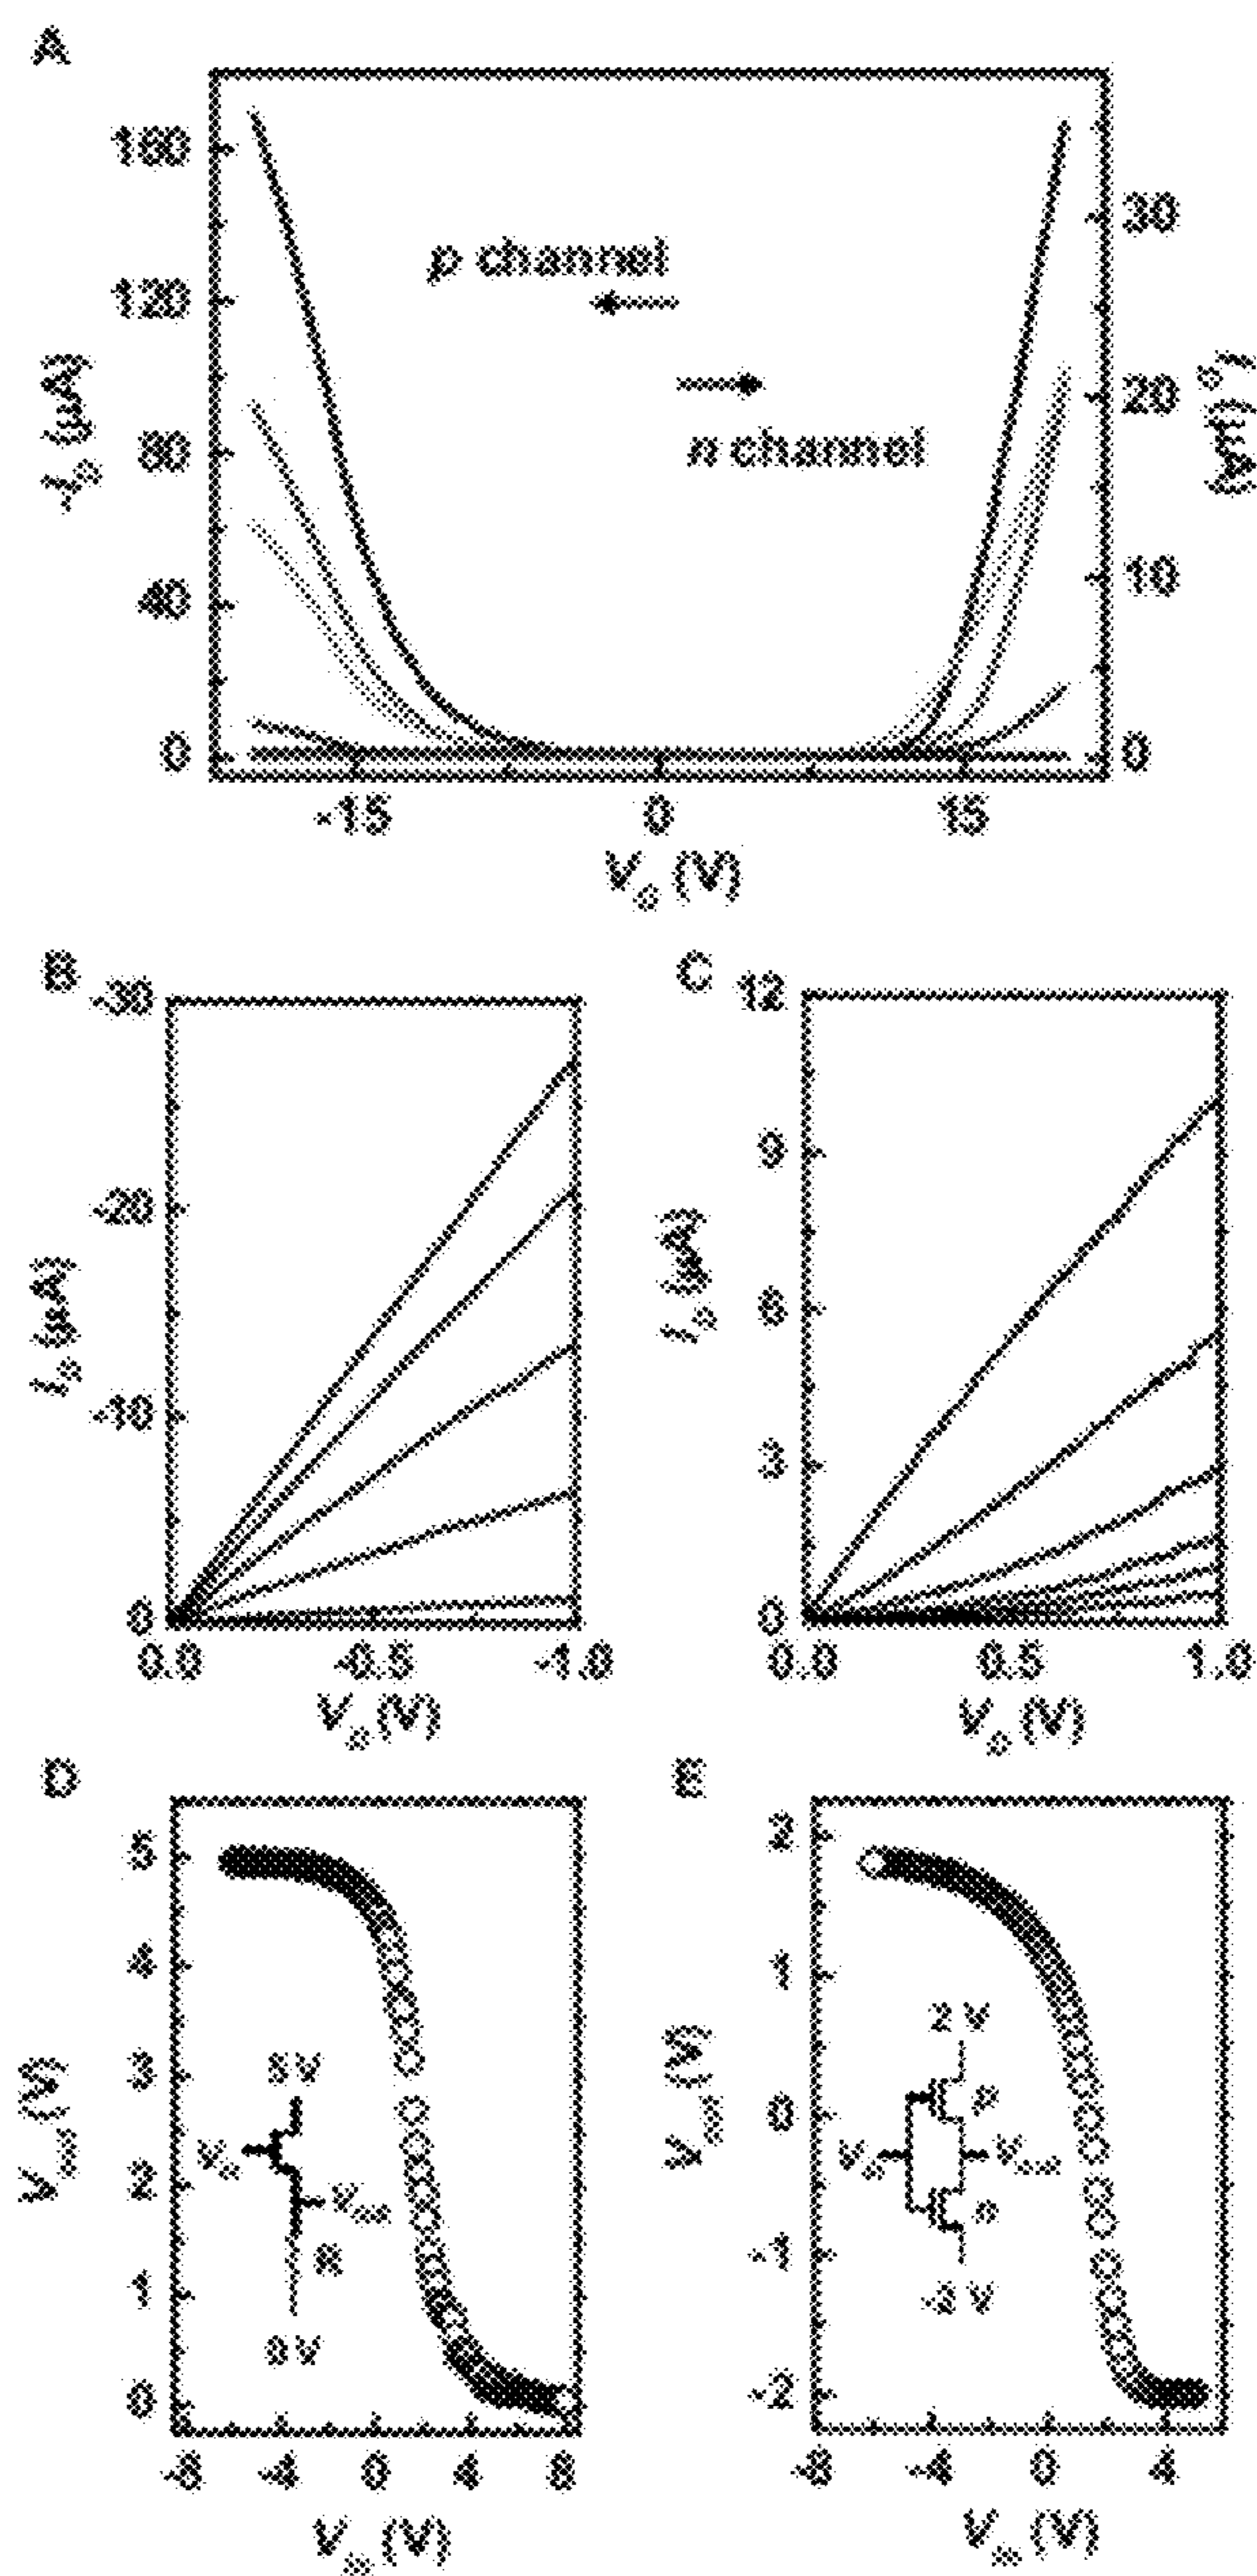 A
160
120
80
40
0
30
20
10
0
-I_D (μA)
I_D (μA)
p channel
n channel
-15 0 15
V_G (V)
B
-30
-20
-10
0
I_D (μA)
0.0 -0.5 -1.0
V_D (V)
C
12
9
6
3
0
I_D (μA)
0.0 0.5 1.0
V_D (V)
D
5
4
3
2
1
0
V_out (V)
5 V
V_in
V_out
R
0 V
-8 -4 0 4 8
V_in (V)
E
2
1
0
-1
-2
V_out (V)
2 V
p
V_in
V_out
n
-2 V
-8 -4 0 4
V_in (V)